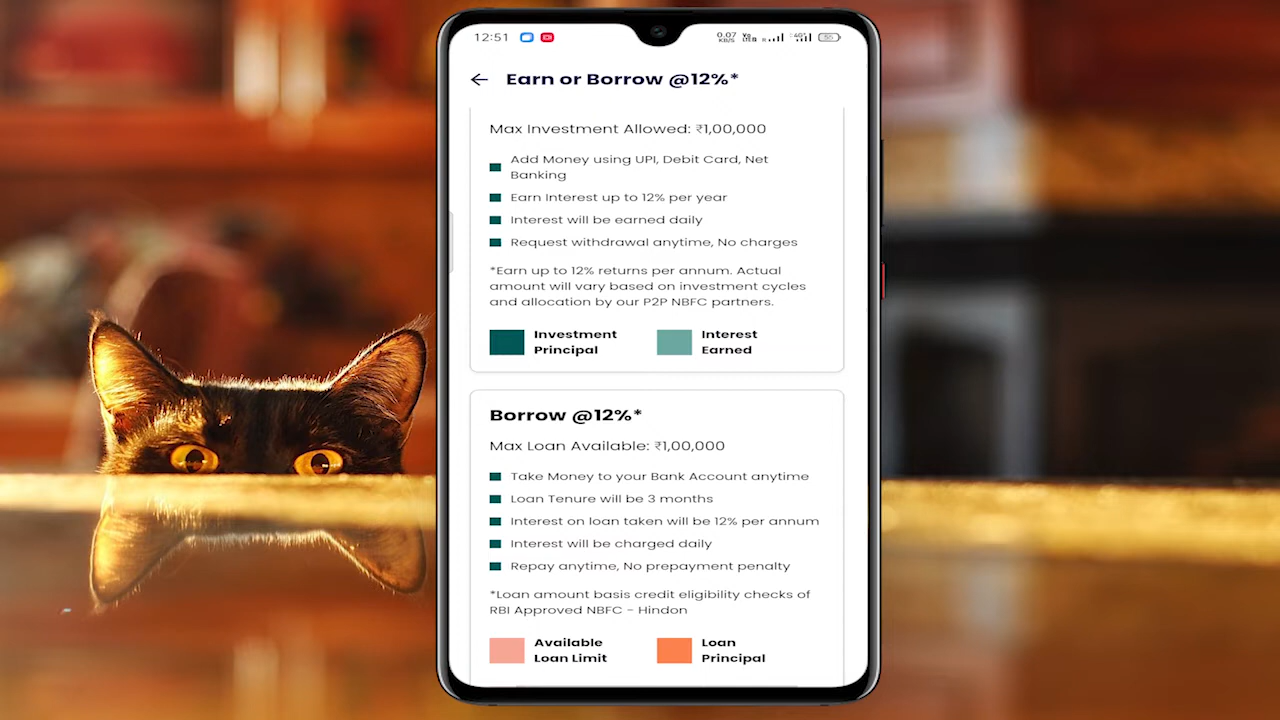 12:51
0.07
KB/S
Earn or Borrow @12%*
Max Investment Allowed: ₹1,00,000
Add Money using UPI, Debit Card, Net
Banking
Earn Interest up to 12% per year
Interest will be earned daily
Request withdrawal anytime, No charges
*Earn up to 12% returns per annum. Actual
amount will vary based on investment cycles
and allocation by our P2P NBFC partners.
Investment Interest
Principal Earned
Borrow @12%*
Max Loan Available: ₹1,00,000
Take Money to your Bank Account anytime
Loan Tenure will be 3 months
Interest on loan taken will be 12% per annum
Interest will be charged daily
Repay anytime, No prepayment penalty
*Loan amount basis credit eligibility checks of
RBI Approved NBFC - Hindon
Available Loan
Loan Limit Principal